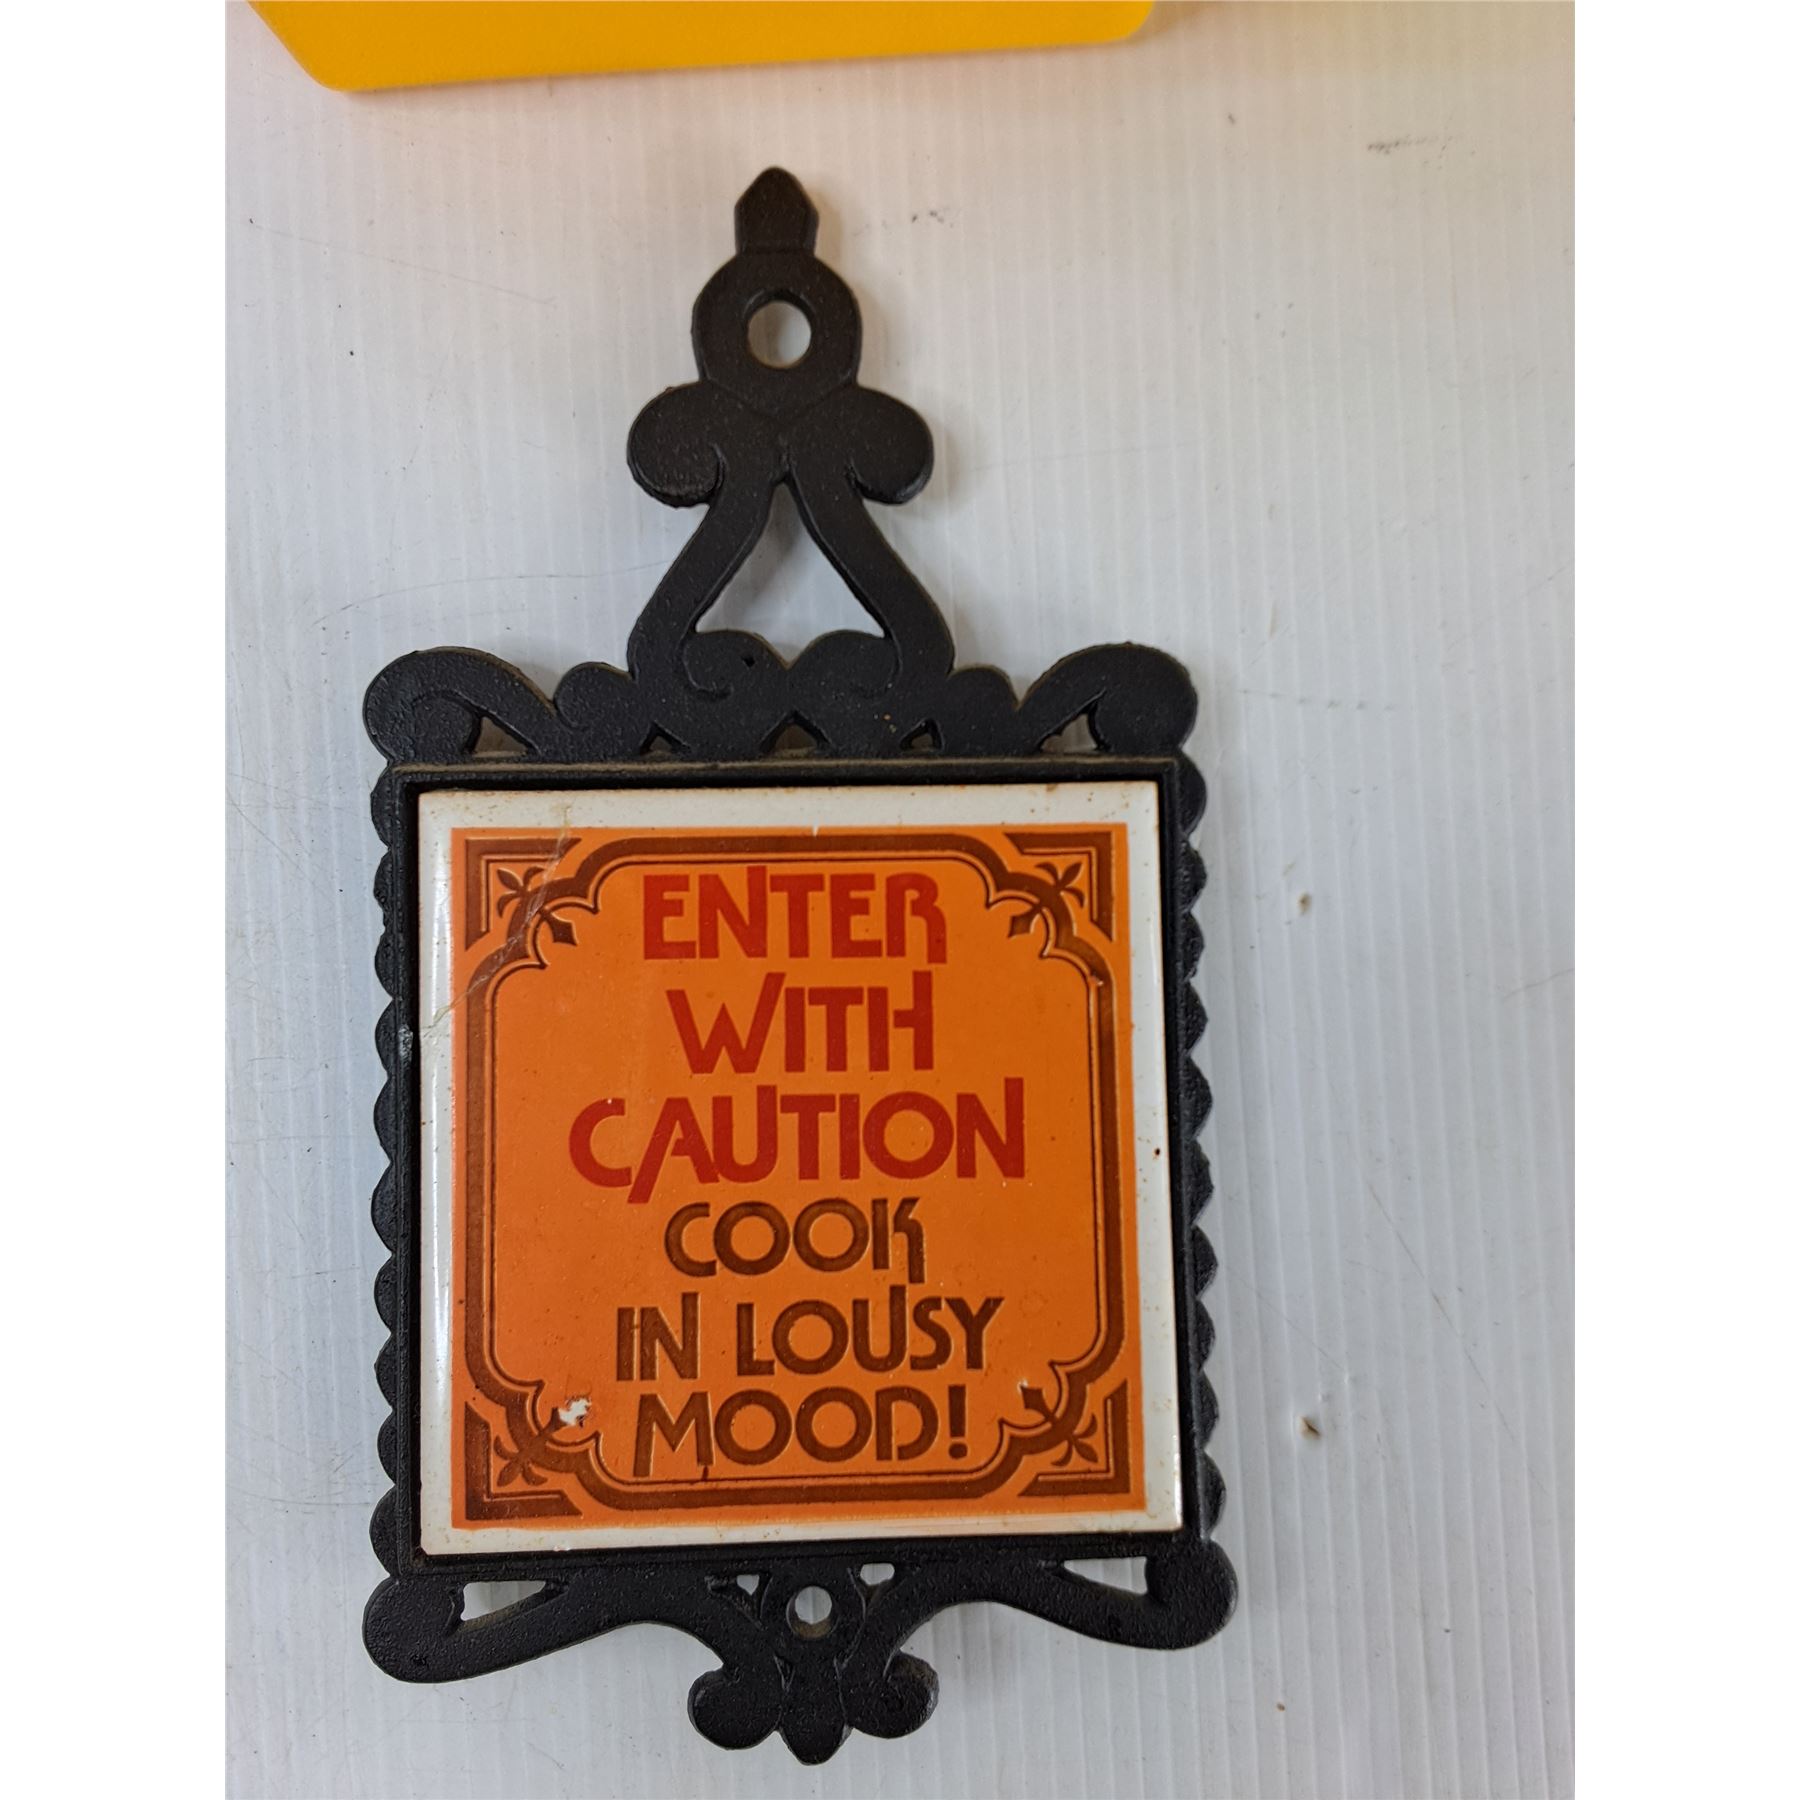 ENTER
WITH
CAUTION
COOK
IN LOUSY
MOOD!